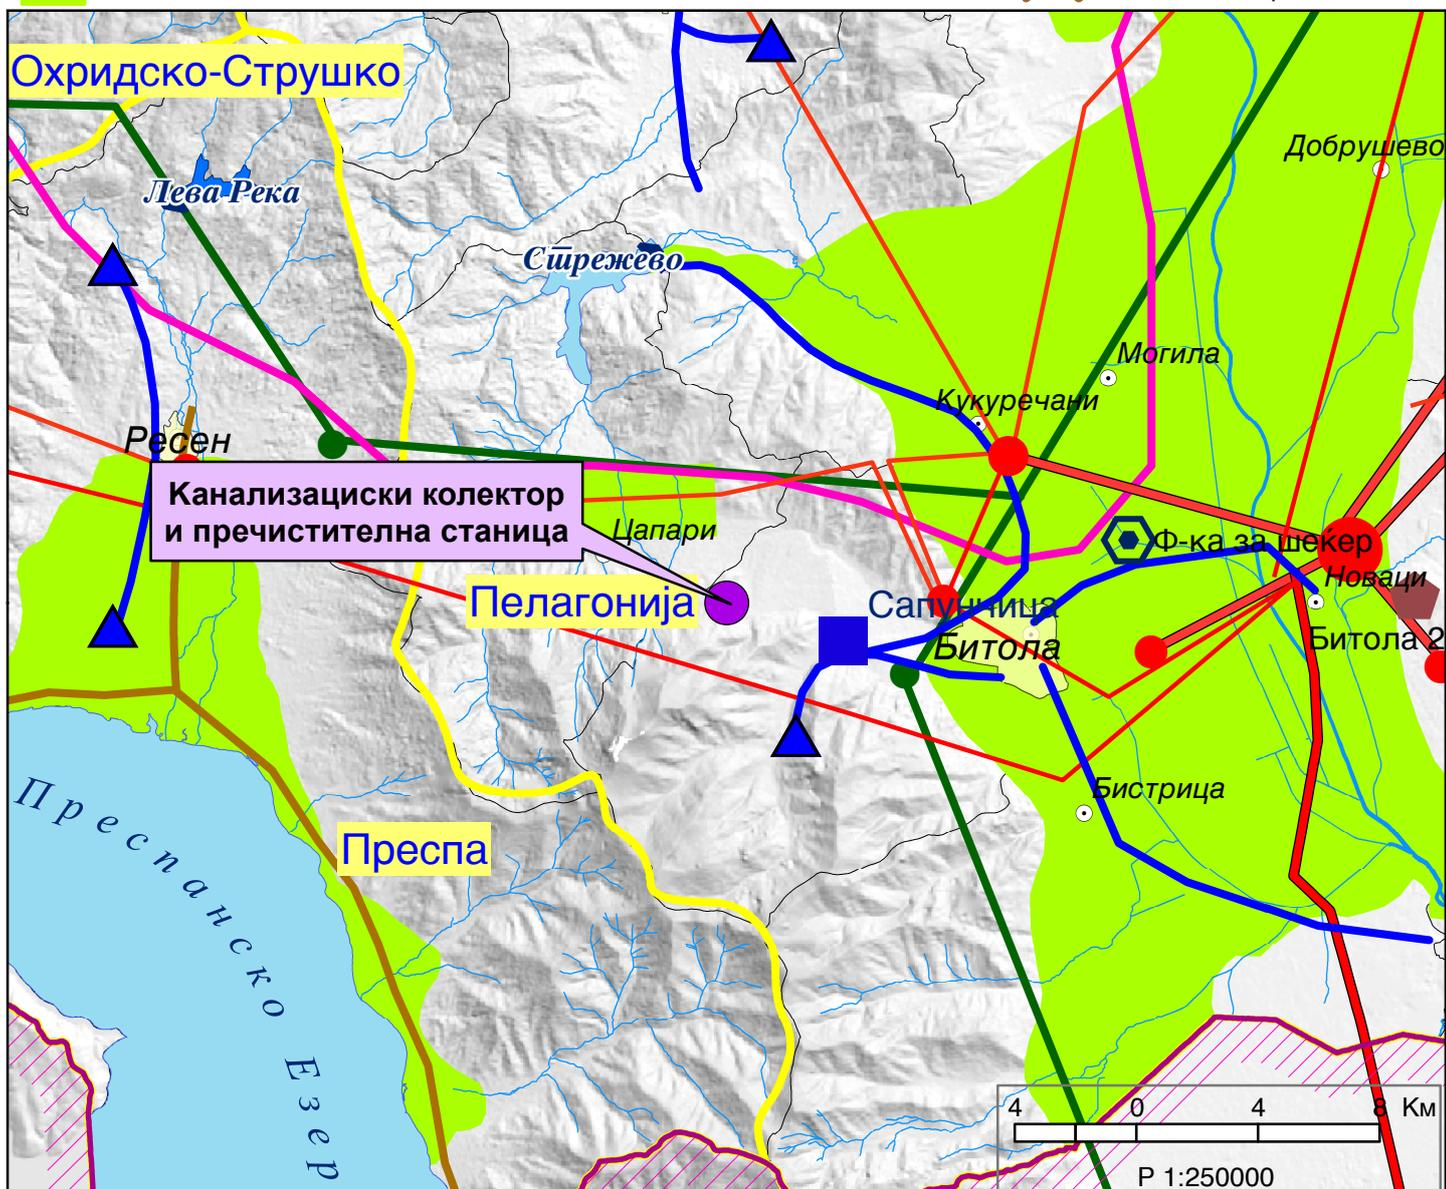 Охридско-Струшко
Добрушево
Лева Река
Стрежево
Могила
Кукуречани
Ресен
Канализациски колектор
и пречистителна станица
Цапари
Ф-ка за шеќер
Новаци
Пелагонија
Сапунчица
Битола
Битола 2
Бистрица
Преспа
Преспанско Езер
4 0 4 8 Км
Р 1:250000